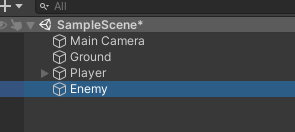 All
SampleScene*
Main Camera
Ground
Player
Enemy